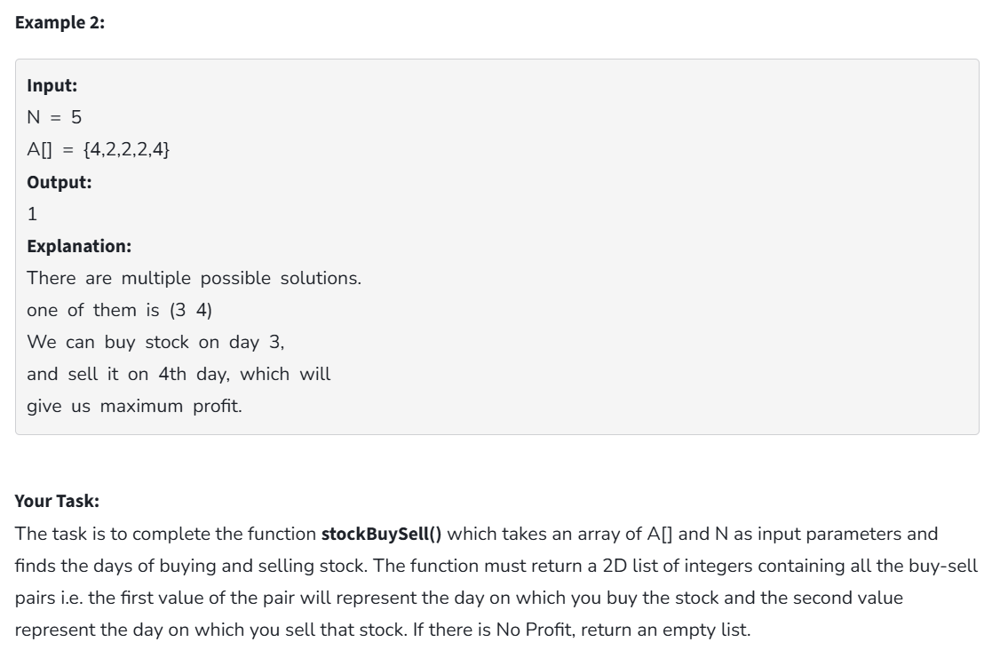 Example 2:
Input:
N = 5
A[] = {4,2,2,2,4}
Output:
1
Explanation:
There are multiple possible solutions.
one of them is (3 4)
We can buy stock on day 3,
and sell it on 4th day, which will
give us maximum profit.
Your Task:
The task is to complete the function stockBuySell() which takes an array of A[] and N as input parameters and
finds the days of buying and selling stock. The function must return a 2D list of integers containing all the buy-sell
pairs i.e. the first value of the pair will represent the day on which you buy the stock and the second value
represent the day on which you sell that stock. If there is No Profit, return an empty list.